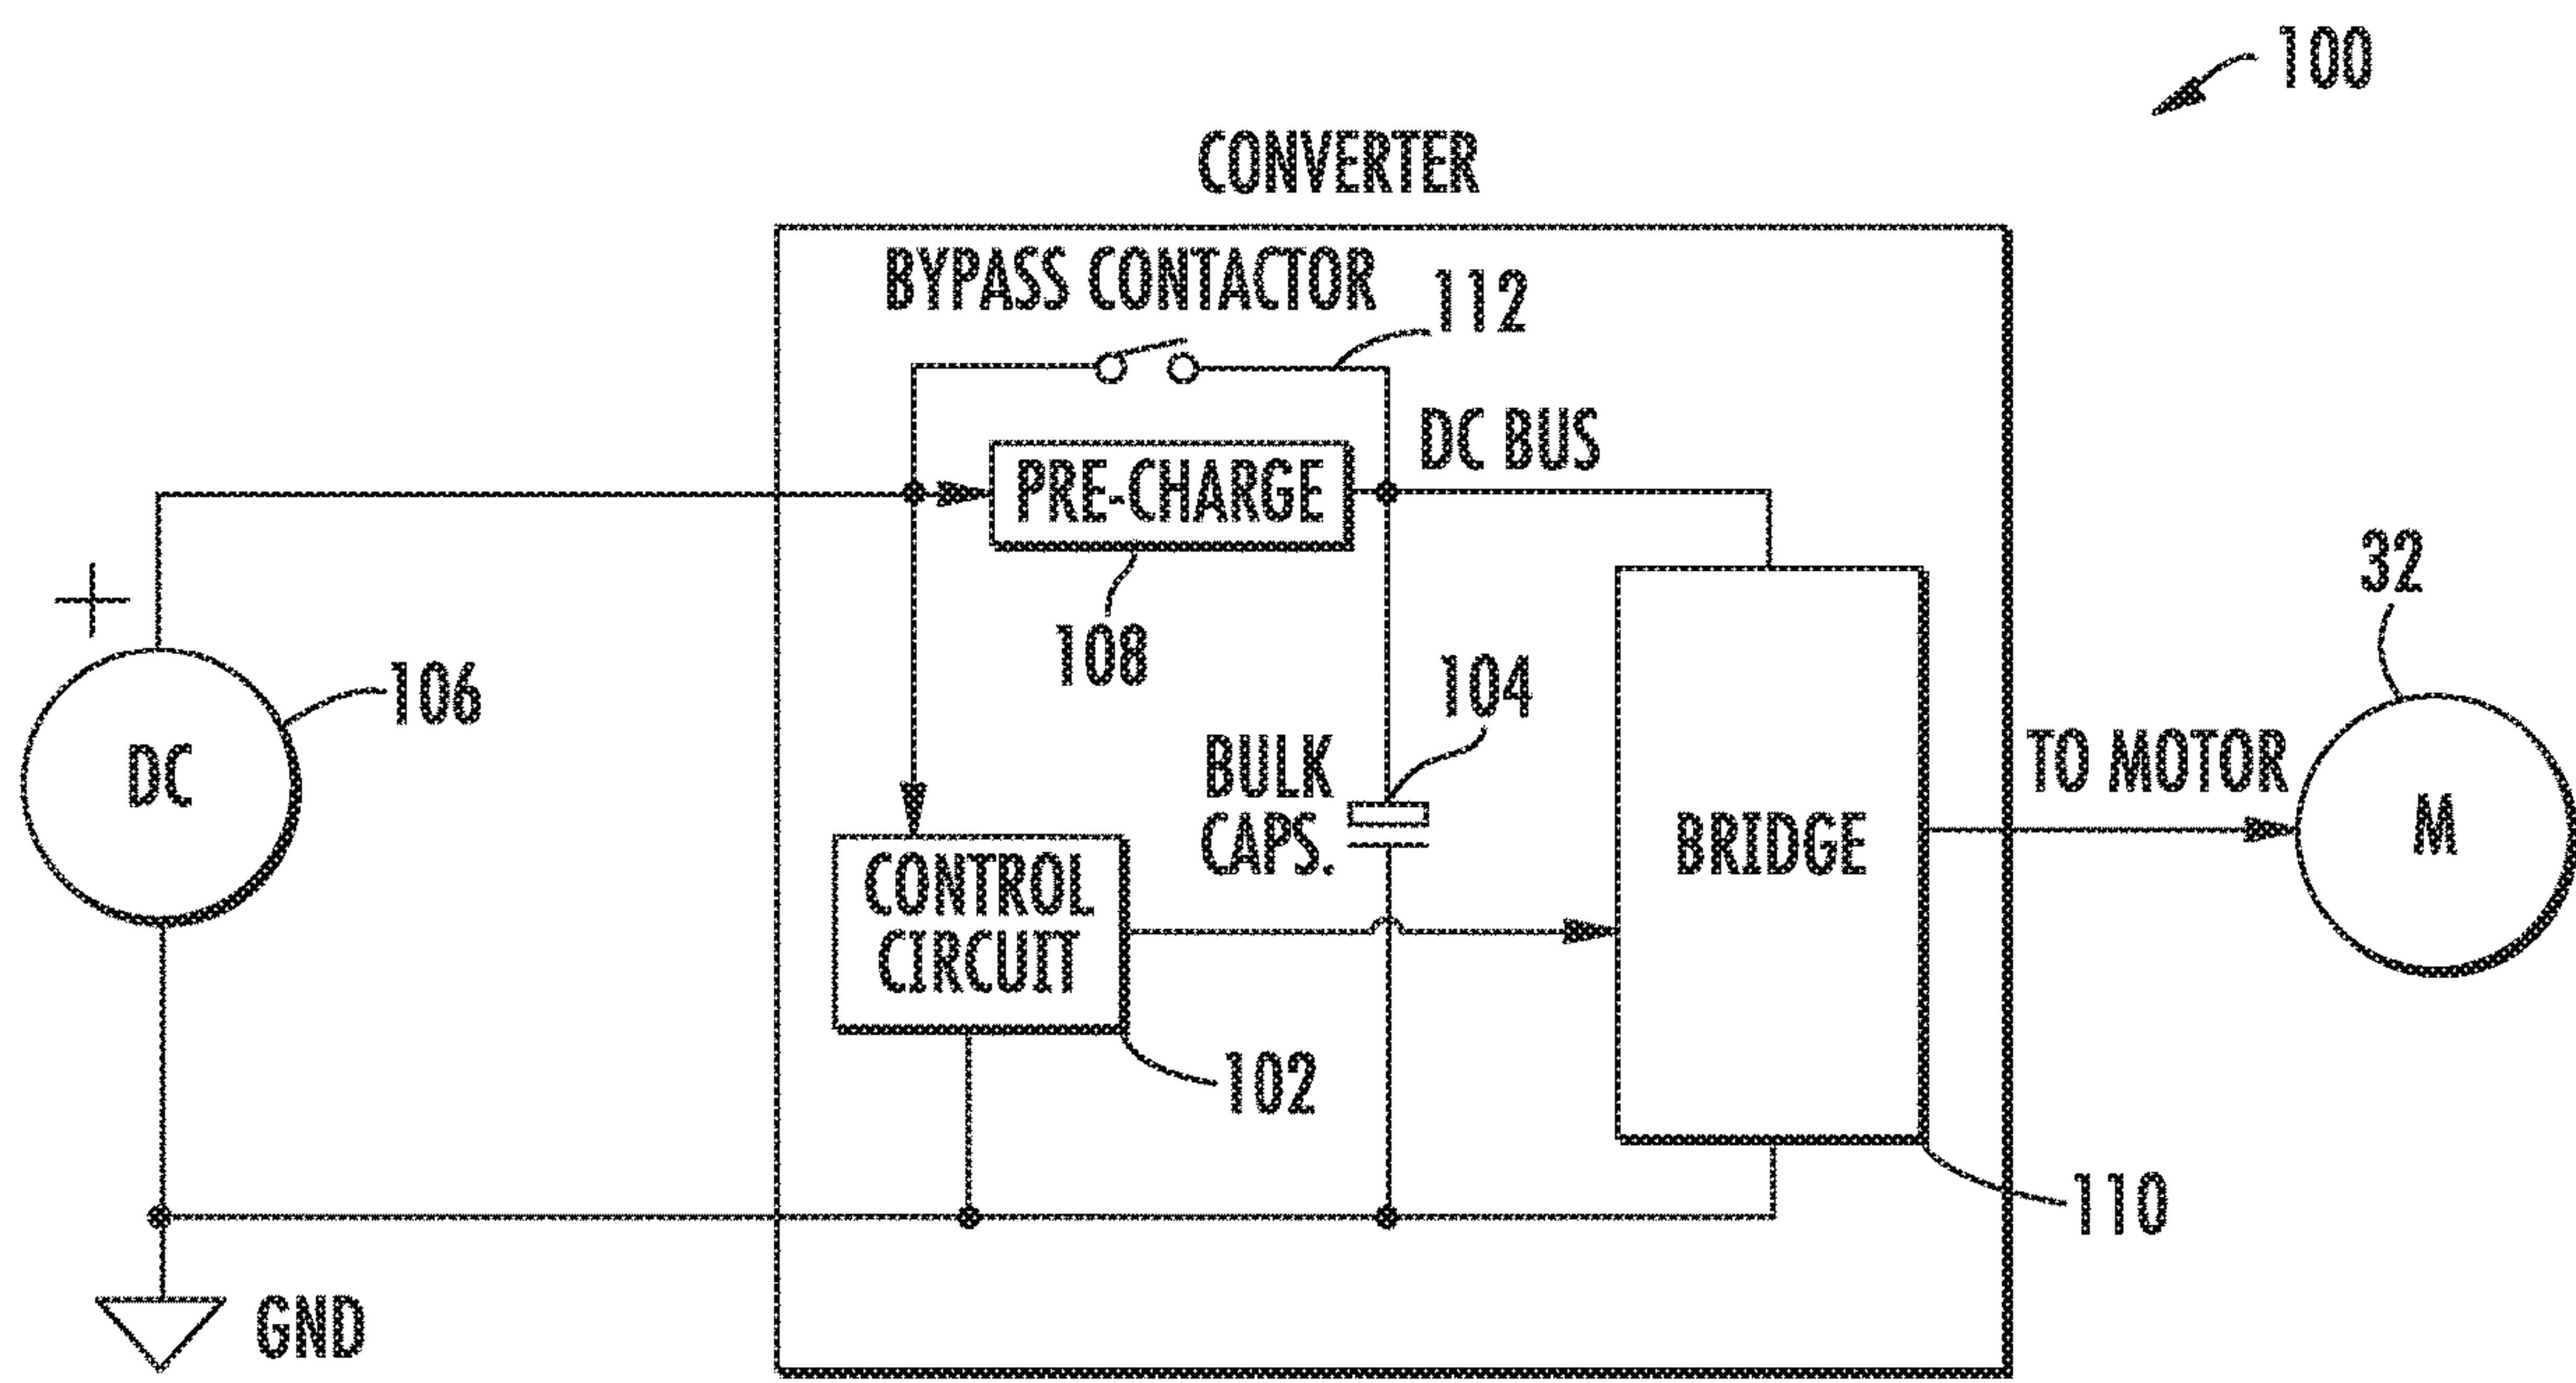 100
CONVERTER
BYPASS CONTACTOR
112
DC BUS
PRE-CHARGE
+
108
106
DC
104
BULK
CAPS.
32
TO MOTOR
M
BRIDGE
CONTROL
CIRCUIT
102
110
GND